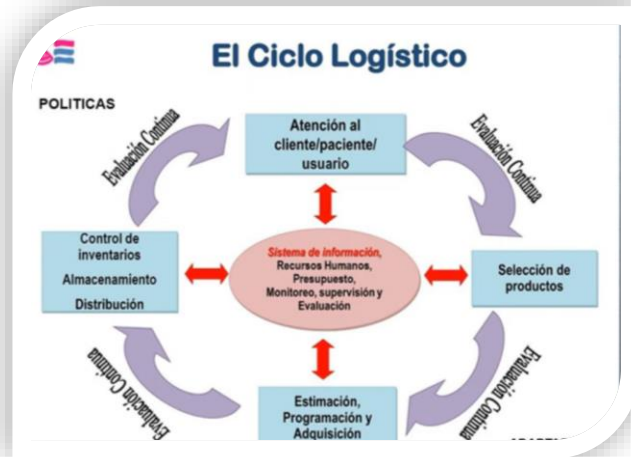 El Ciclo Logístico
POLITICAS
Evaluación Continua
Atención al
cliente/paciente/
usuario
Evaluación Continua
Control de
inventarios
Almacenamiento
Distribución
Sistema de información,
Recursos Humanos,
Presupuesto,
Monitoreo, supervisión y
Evaluación
Selección de
productos
Evaluación Continua
Estimación,
Programación y
Adquisición
Evaluación Continua